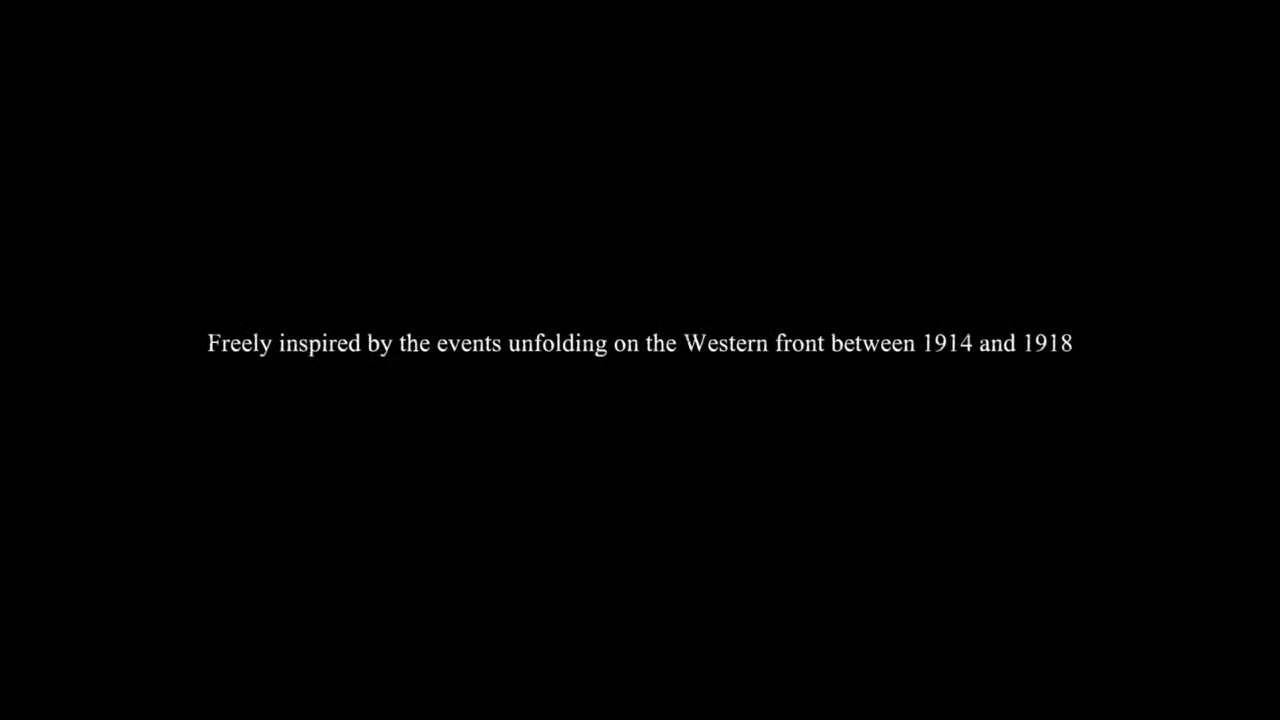 Freely inspired by the events unfolding on the Western front between 1914 and 1918